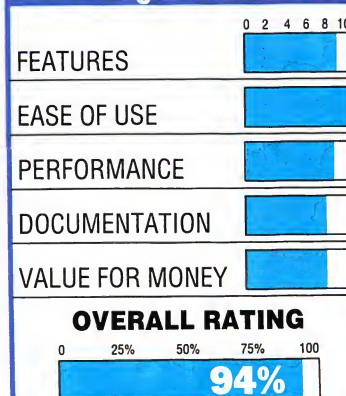 0 2 4 6 8 10
FEATURES
EASE OF USE
PERFORMANCE
DOCUMENTATION
VALUE FOR MONEY
OVERALL RATING
0 25% 50% 75% 100
94%